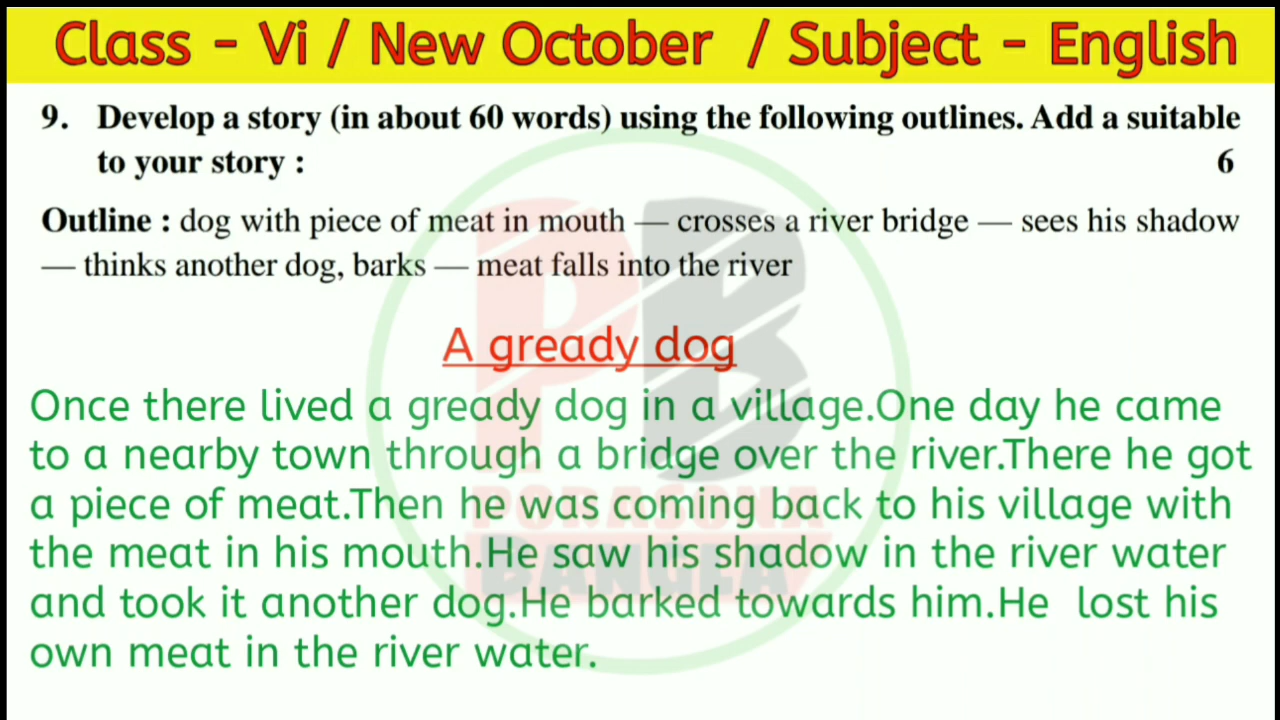 Class - Vi / New October / Subject - English
9. Develop a story (in about 60 words) using the following outlines. Add a suitable
to your story : 6
Outline : dog with piece of meat in mouth — crosses a river bridge — sees his shadow
— thinks another dog, barks — meat falls into the river
A gready dog
Once there lived a gready dog in a village.One day he came
to a nearby town through a bridge over the river.There he got
a piece of meat.Then he was coming back to his village with
the meat in his mouth.He saw his shadow in the river water
and took it another dog.He barked towards him.He lost his
own meat in the river water.
PB
PORASONA
BANGLA